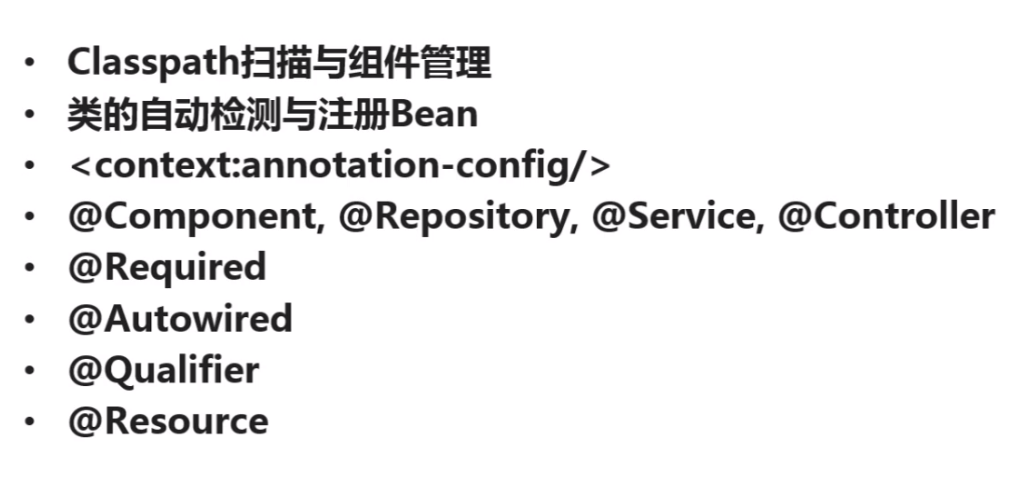 • Classpath扫描与组件管理
• 类的自动检测与注册Bean
• <context:annotation-config/>
• @Component, @Repository, @Service, @Controller
• @Required
• @Autowired
• @Qualifier
• @Resource